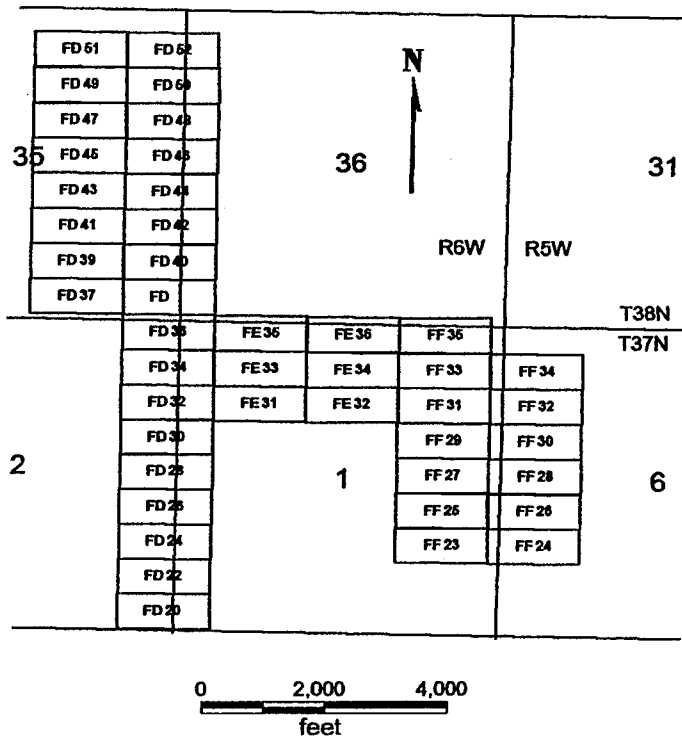 FD 51 FD 52
N
FD 49 FD 50
FD 47 FD 48
35 FD 45 FD 46 36 31
FD 43 FD 44
FD 41 FD 42
R6W R5W
FD 39 FD 40
FD 37 FD
T38N
FD 36 FE 35 FE 36 FF 35
T37N
FD 34 FE 33 FE 34 FF 33 FF 34
FD 32 FE 31 FE 32 FF 31 FF 32
FD 30 FF 29 FF 30
2 FD 28 1 FF 27 FF 28 6
FD 26 FF 25 FF 26
FD 24 FF 23 FF 24
FD 22
FD 20
0 2,000 4,000
feet